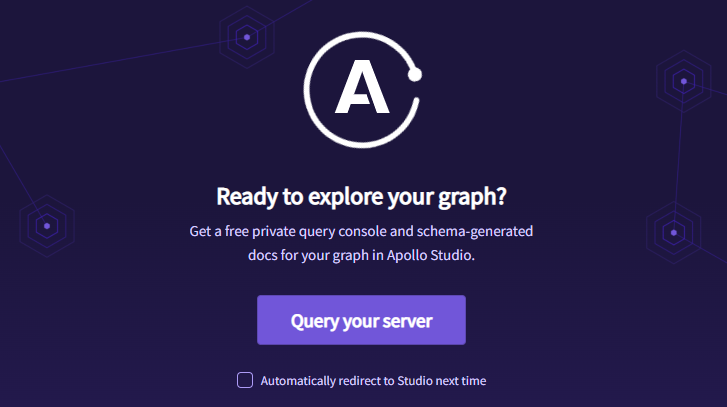 A
Ready to explore your graph?
Get a free private query console and schema-generated
docs for your graph in Apollo Studio.
Query your server
Automatically redirect to Studio next time